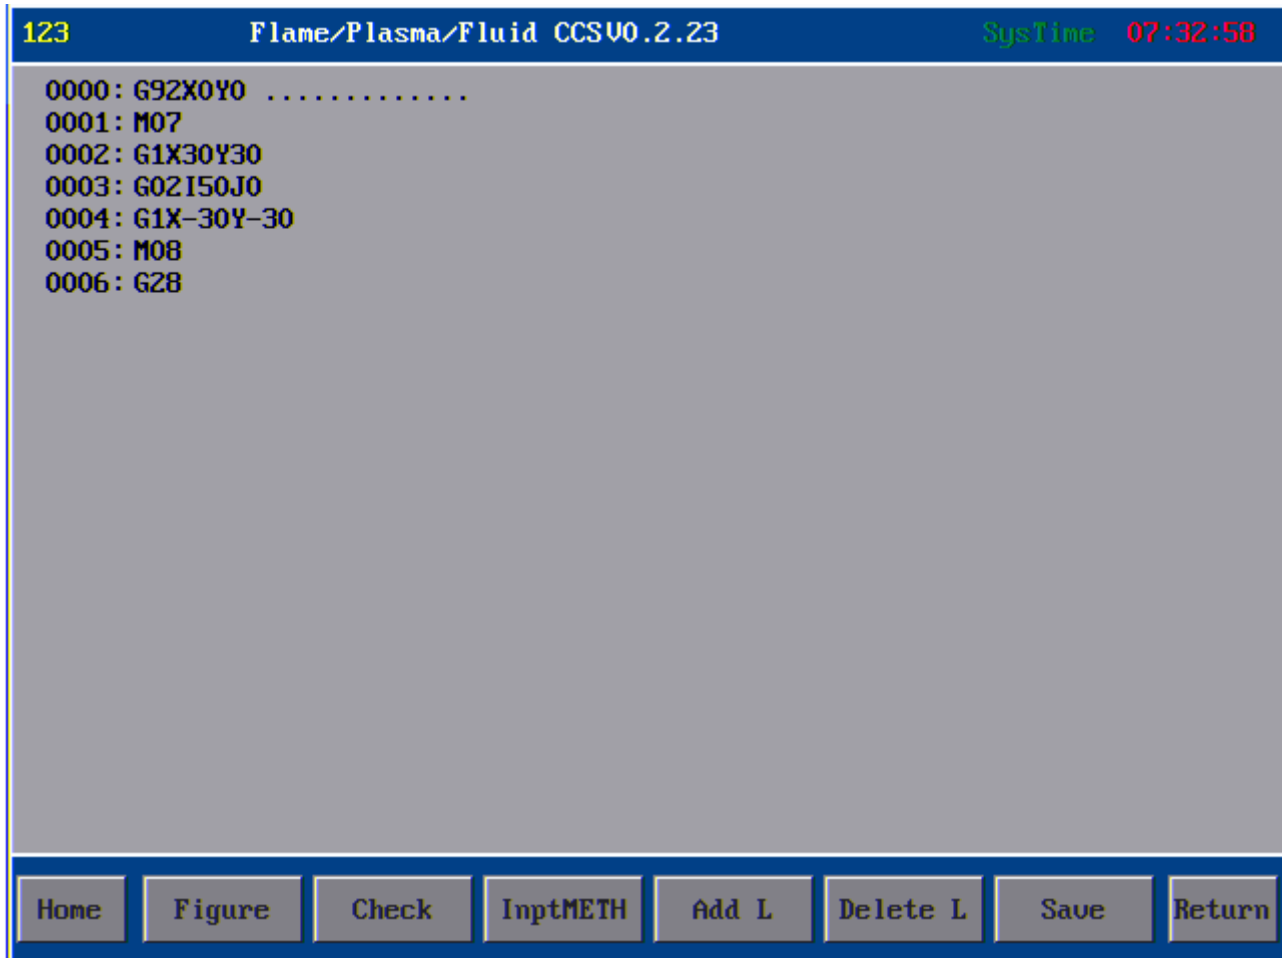 123 Flame/Plasma/Fluid CCSV0.2.23 SysTime 07:32:58
0000: G92X0Y0 .............
0001: M07
0002: G1X30Y30
0003: G02I50J0
0004: G1X-30Y-30
0005: M08
0006: G28
Home Figure Check InptMETH Add L Delete L Save Return